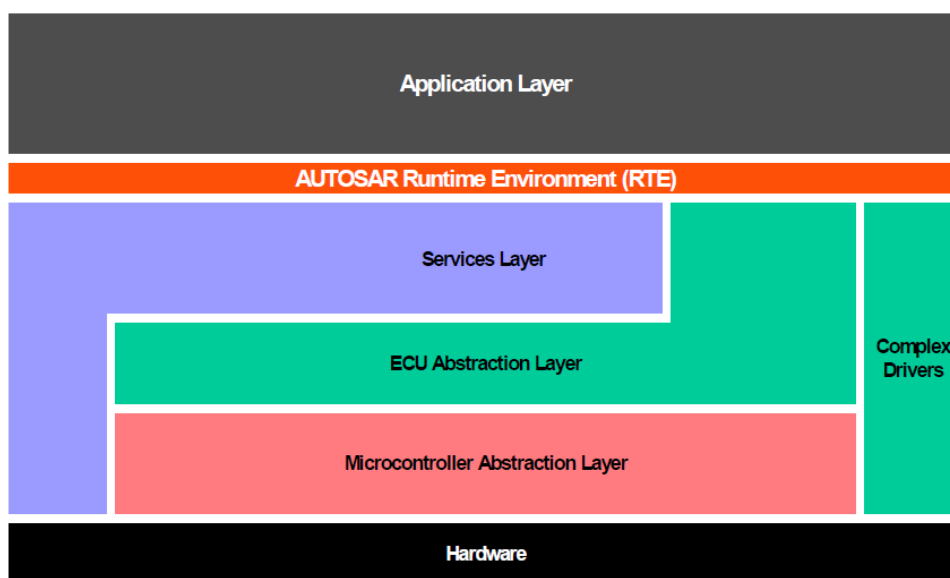 Application Layer
AUTOSAR Runtime Environment (RTE)
Services Layer
ECU Abstraction Layer
Complex
Drivers
Microcontroller Abstraction Layer
Hardware